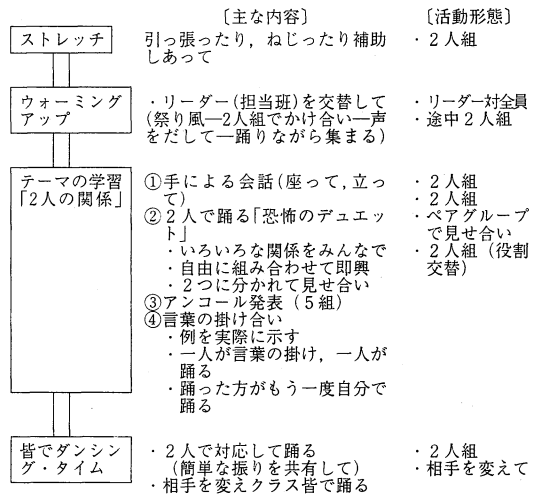 〔主な内容〕 〔活動形態〕
ストレッチ
引っ張ったり，ねじったり補助
しあって
・２人組
ウォーミング
アップ
・リーダー(担当班)を交替して
(祭り風―2人組でかけ合い―声
をだして―踊りながら集まる)
・リーダー対全員
・途中２人組
テーマの学習
「2人の関係」
①手による会話(座って，立っ
て)
②２人で踊る「恐怖のデュエッ
ト」
・いろいろな関係をみんなで
・自由に組み合わせて即興
・２つに分かれて見せ合い
③アンコール発表（５組）
④言葉の掛け合い
・例を実際に示す
・一人が言葉の掛け，一人が
踊る
・踊った方がもう一度自分で
踊る
・２人組
・２人組
・ペアグループ
で見せ合い
・２人組（役割
交替）
皆でダンシン
グ・タイム
・２人で対応して踊る
（簡単な振りを共有して）
・相手を変えクラス皆で踊る
・２人組
・相手を変えて